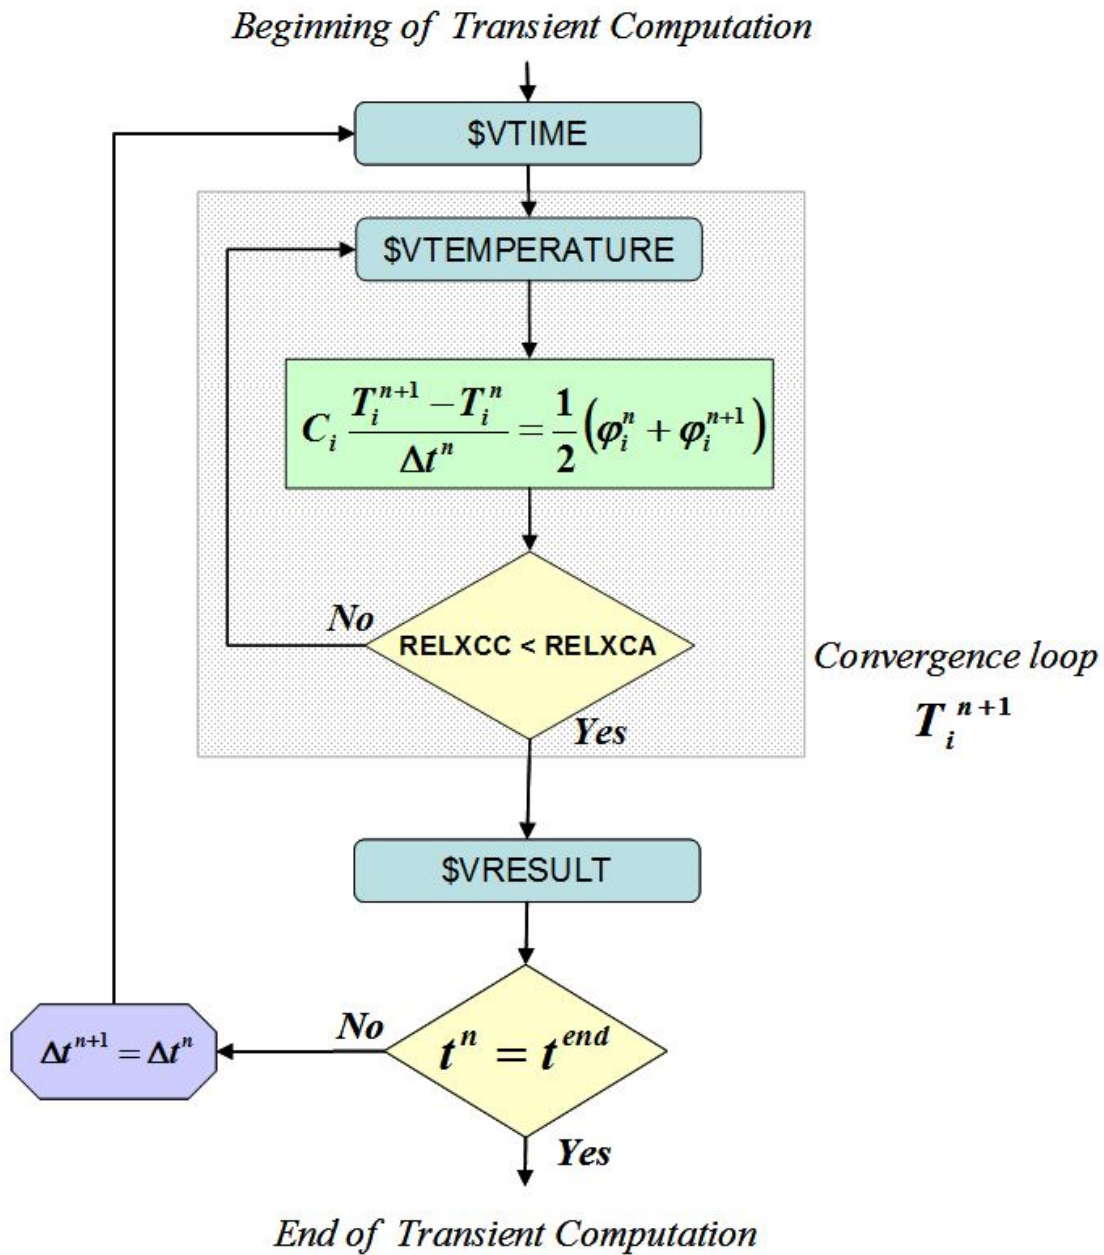 Beginning of Transient Computation
$VTIME
$VTEMPERATURE
C_i (T_i^{n+1} − T_i^n) / Δt^n = 1/2 (φ_i^n + φ_i^{n+1})
No
RELXCC < RELXCA
Yes
Convergence loop
T_i^{n+1}
$VRESULT
Δt^{n+1} = Δt^n
No
t^n = t^{end}
Yes
End of Transient Computation